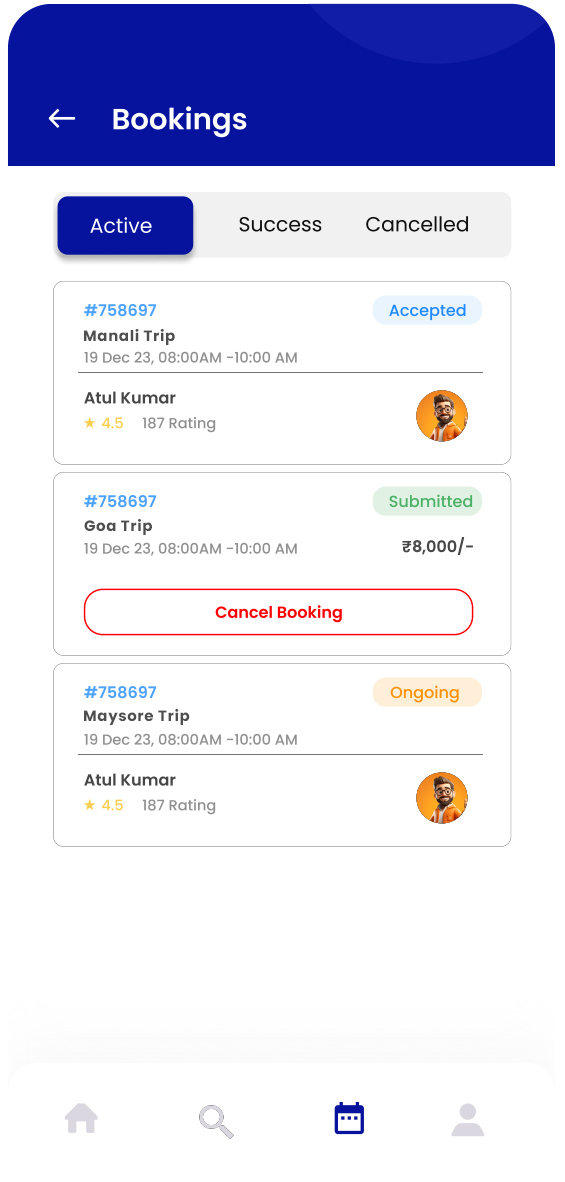 Bookings
Active Success Cancelled
#758697 Accepted
Manali Trip
19 Dec 23, 08:00AM -10:00 AM
Atul Kumar
★ 4.5 187 Rating
#758697 Submitted
Goa Trip
19 Dec 23, 08:00AM -10:00 AM ₹8,000/-
Cancel Booking
#758697 Ongoing
Maysore Trip
19 Dec 23, 08:00AM -10:00 AM
Atul Kumar
★ 4.5 187 Rating